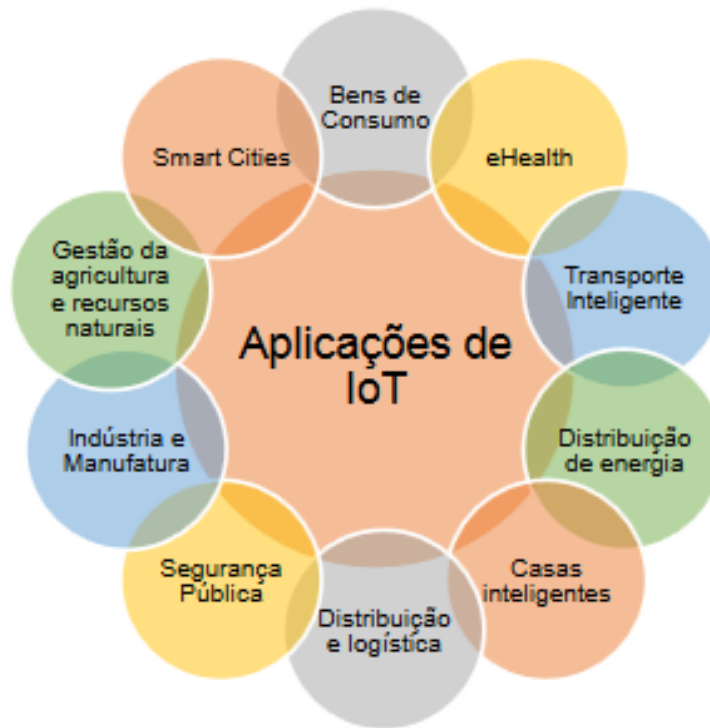 Aplicações de
IoT
Bens de
Consumo
eHealth
Transporte
Inteligente
Distribuição
de energia
Casas
inteligentes
Distribuição
e logística
Segurança
Pública
Indústria e
Manufatura
Gestão da
agricultura
e recursos
naturais
Smart Cities